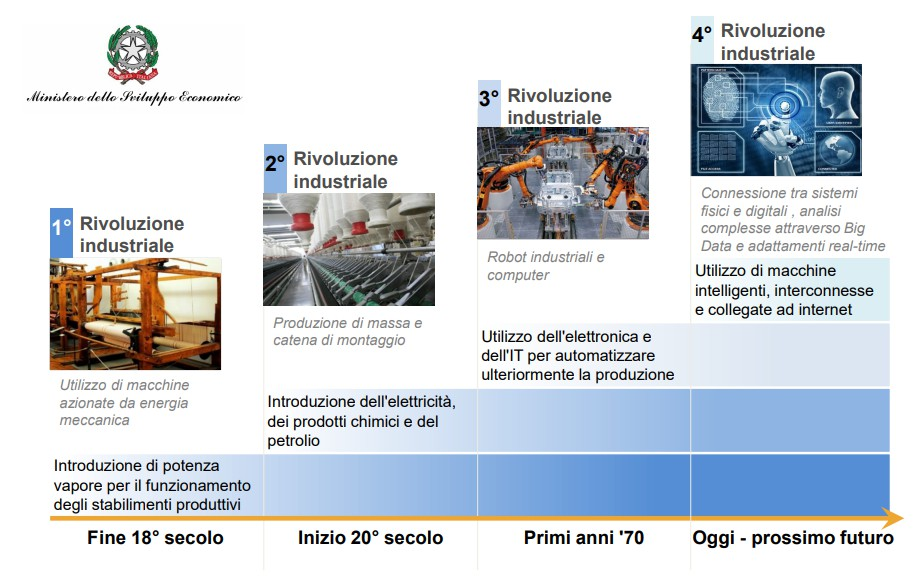 Ministero dello Sviluppo Economico
1°
Rivoluzione
industriale
Utilizzo di macchine
azionate da energia
meccanica
Introduzione di potenza
vapore per il funzionamento
degli stabilimenti produttivi
Fine 18° secolo
2°
Rivoluzione
industriale
Produzione di massa e
catena di montaggio
Introduzione dell'elettricità,
dei prodotti chimici e del
petrolio
Inizio 20° secolo
3°
Rivoluzione
industriale
Robot industriali e
computer
Utilizzo dell'elettronica e
dell'IT per automatizzare
ulteriormente la produzione
Primi anni '70
4°
Rivoluzione
industriale
Connessione tra sistemi
fisici e digitali , analisi
complesse attraverso Big
Data e adattamenti real-time
Utilizzo di macchine
intelligenti, interconnesse
e collegate ad internet
Oggi - prossimo futuro